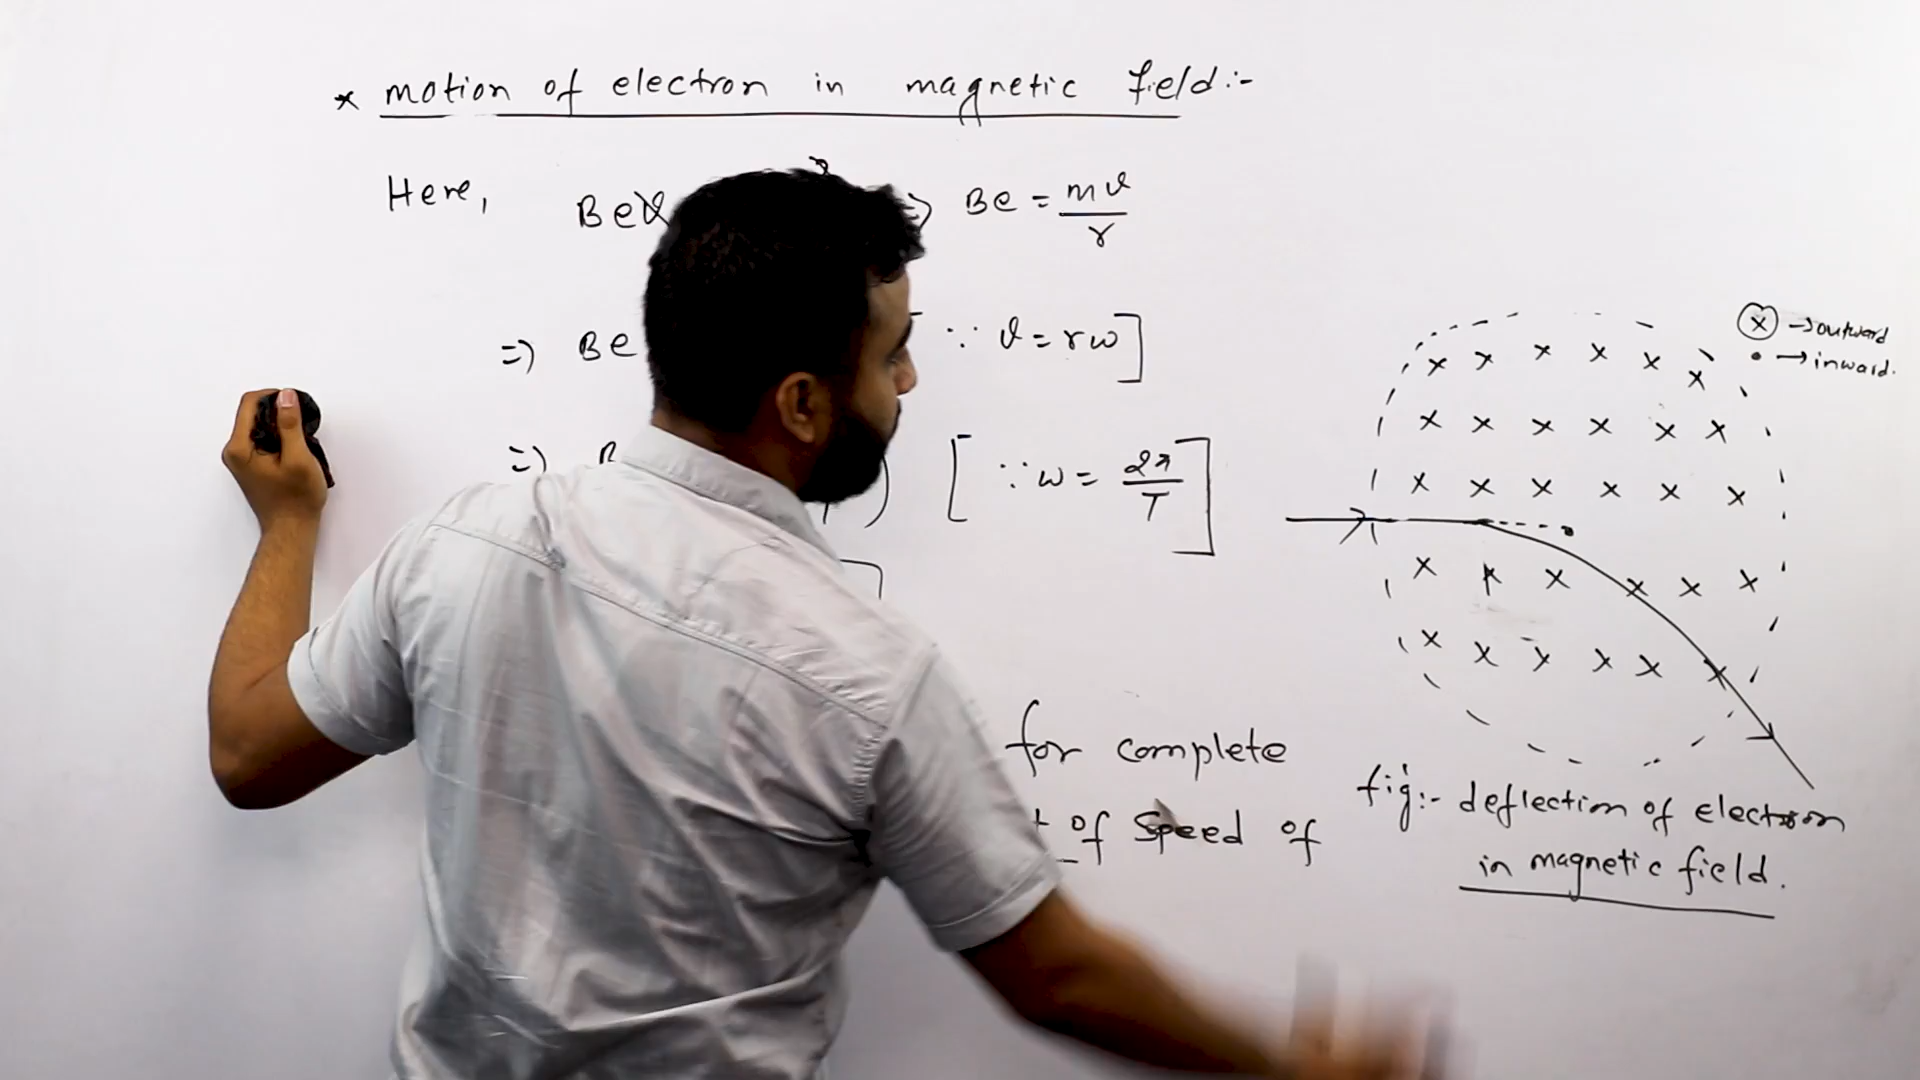 * motion of electron in magnetic field:-
Here, Bev ⇒ Be = mv/r
⇒ Be [∵ v = rω]
⇒ B ) [∵ ω = 2π/T]
for complete
of speed of
ⓧ → outward
• → inward.
fig:- deflection of electron
in magnetic field.